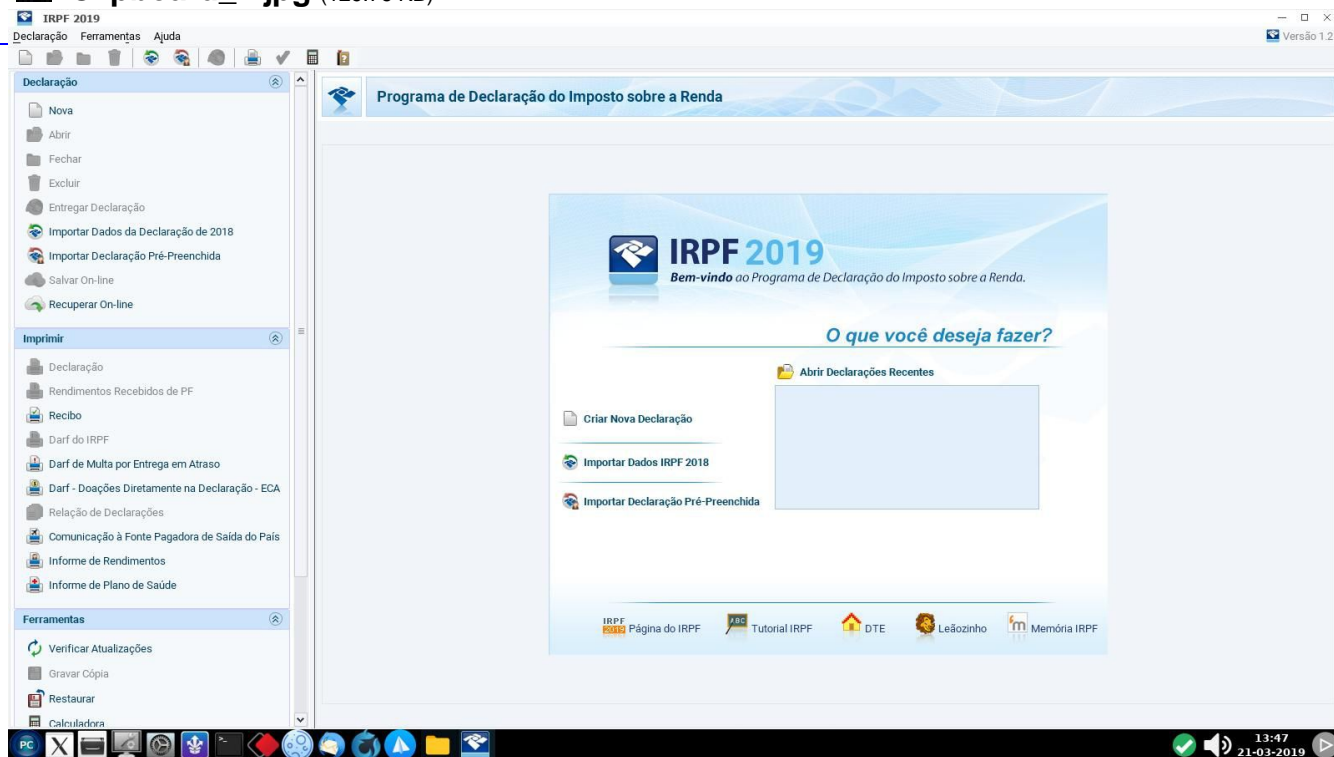 IRPF 2019
Declaração Ferramentas Ajuda
Versão 1.2
Declaração
Nova
Abrir
Fechar
Excluir
Entregar Declaração
Importar Dados da Declaração de 2018
Importar Declaração Pré-Preenchida
Salvar On-line
Recuperar On-line
Imprimir
Declaração
Rendimentos Recebidos de PF
Recibo
Darf do IRPF
Darf de Multa por Entrega em Atraso
Darf - Doações Diretamente na Declaração - ECA
Relação de Declarações
Comunicação à Fonte Pagadora de Saída do País
Informe de Rendimentos
Informe de Plano de Saúde
Ferramentas
Verificar Atualizações
Gravar Cópia
Restaurar
Calculadora
Programa de Declaração do Imposto sobre a Renda
IRPF 2019
Bem-vindo ao Programa de Declaração do Imposto sobre a Renda.
O que você deseja fazer?
Abrir Declarações Recentes
Criar Nova Declaração
Importar Dados IRPF 2018
Importar Declaração Pré-Preenchida
IRPF 2019 Página do IRPF ABC Tutorial IRPF DTE Leãozinho m Memória IRPF
PC X 13:47
21-03-2019